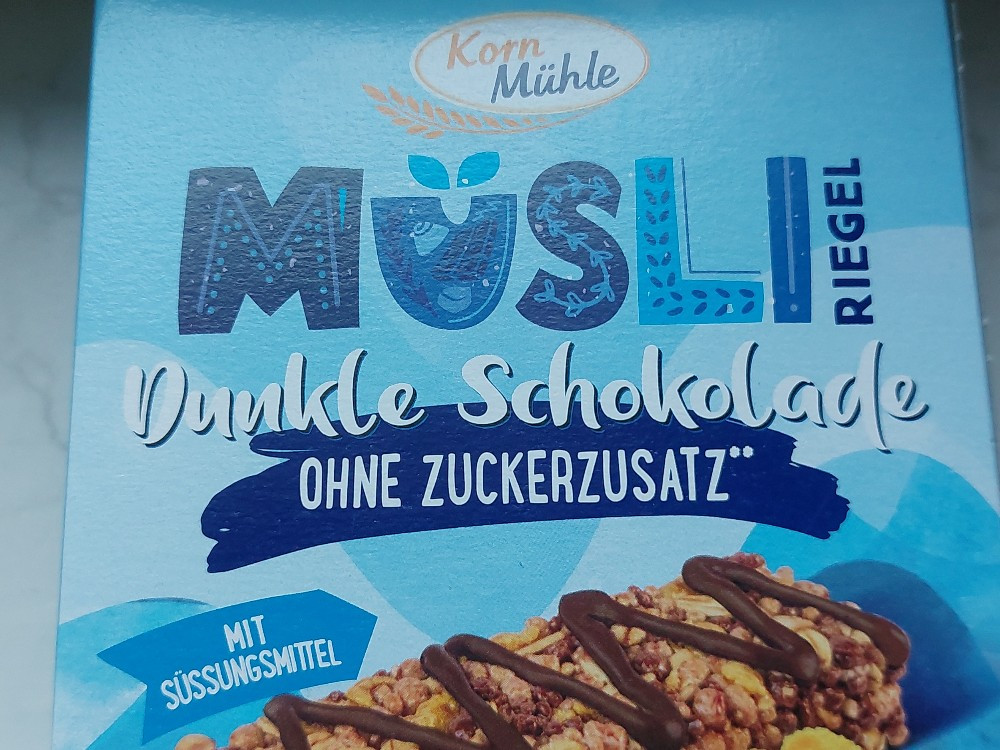 Korn
Mühle
MÜSLI
RIEGEL
Dunkle Schokolade
OHNE ZUCKERZUSATZ**
MIT
SÜSSUNGSMITTEL